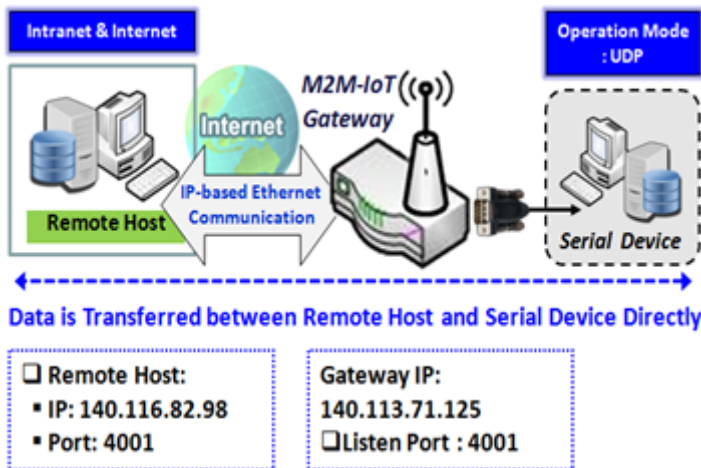 Intranet & Internet
Operation Mode
: UDP
M2M-IoT
Gateway
Internet
IP-based Ethernet
Communication
Remote Host
Serial Device
Data is Transferred between Remote Host and Serial Device Directly
❑ Remote Host:
▪ IP: 140.116.82.98
▪ Port: 4001
Gateway IP:
140.113.71.125
❑Listen Port : 4001